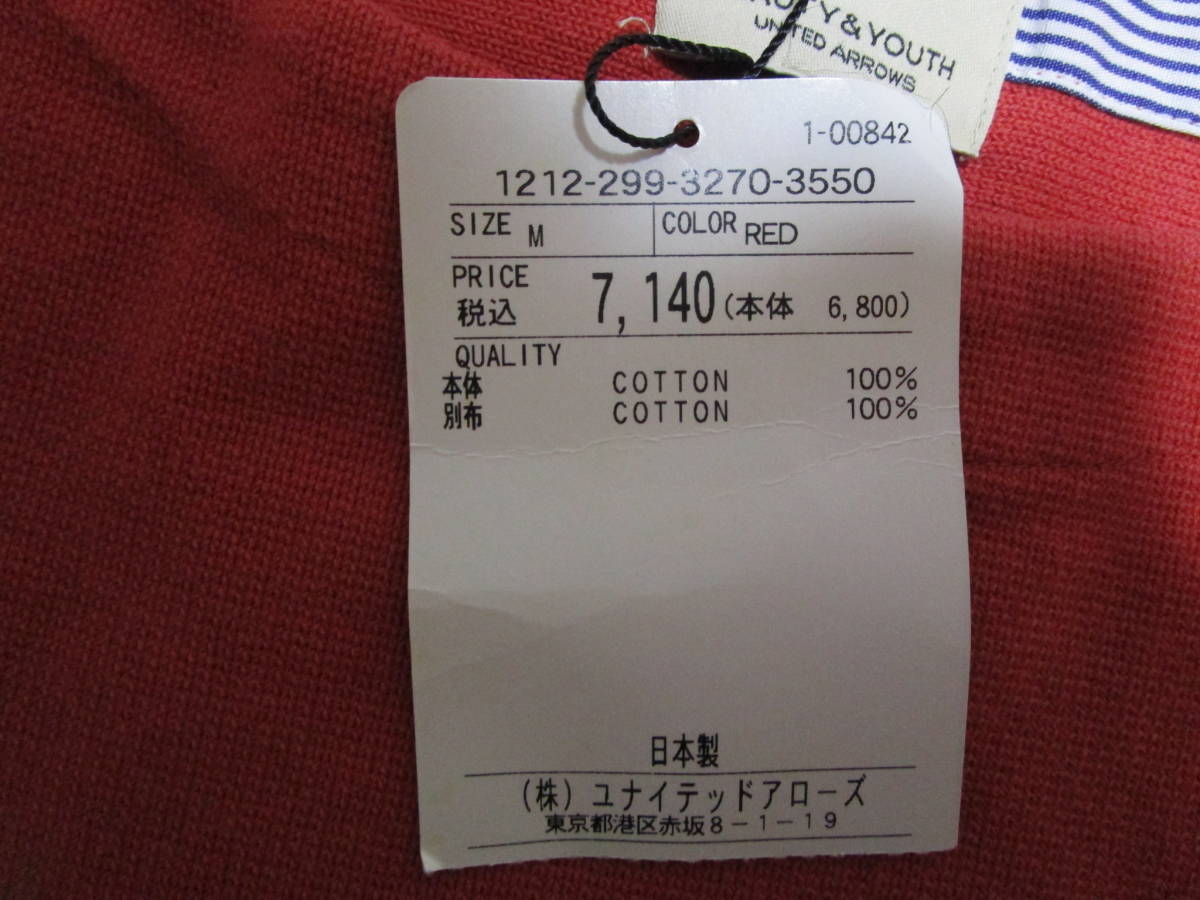 & YOUTH
UNITED ARROWS
1-00842
1212-299-3270-3550
SIZE M COLOR RED
PRICE
税込 7,140 (本体 6,800)
QUALITY
本体 COTTON 100%
別布 COTTON 100%
日本製
(株) ユナイテッドアローズ
東京都港区赤坂8-1-19